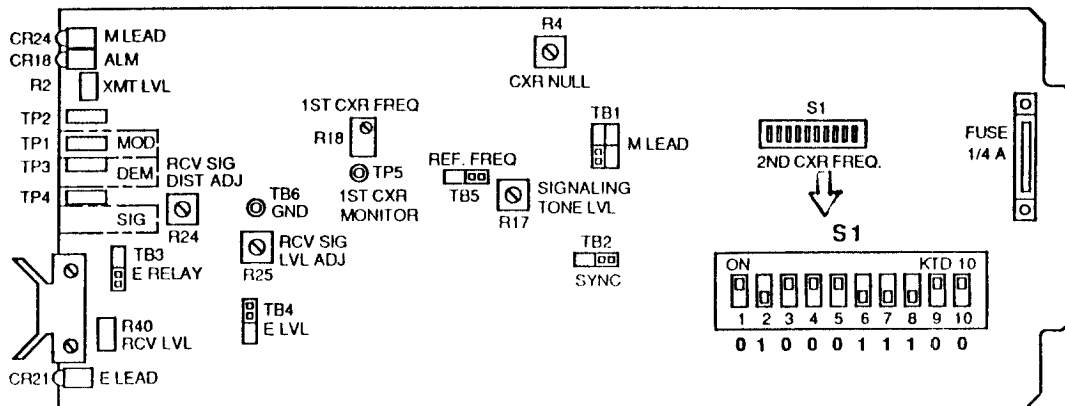 CR24 M LEAD
CR18 ALM
R2 XMT LVL
TP2
TP1 MOD
TP3 DEM
TP4
SIG
RCV SIG
DIST ADJ
R24
TB3
E RELAY
R40
RCV LVL
CR21 E LEAD
TB6
GND
RCV SIG
LVL ADJ
R25
TB4
E LVL
1ST CXR FREQ
R18
TP5
1ST CXR
MONITOR
REF. FREQ
TB5
R4
CXR NULL
TB1
M LEAD
SIGNALING
TONE LVL
R17
TB2
SYNC
S1
2ND CXR FREQ.
FUSE
1/4 A
S1
ON KTD 10
1 2 3 4 5 6 7 8 9 10
0 1 0 0 0 1 1 1 0 0